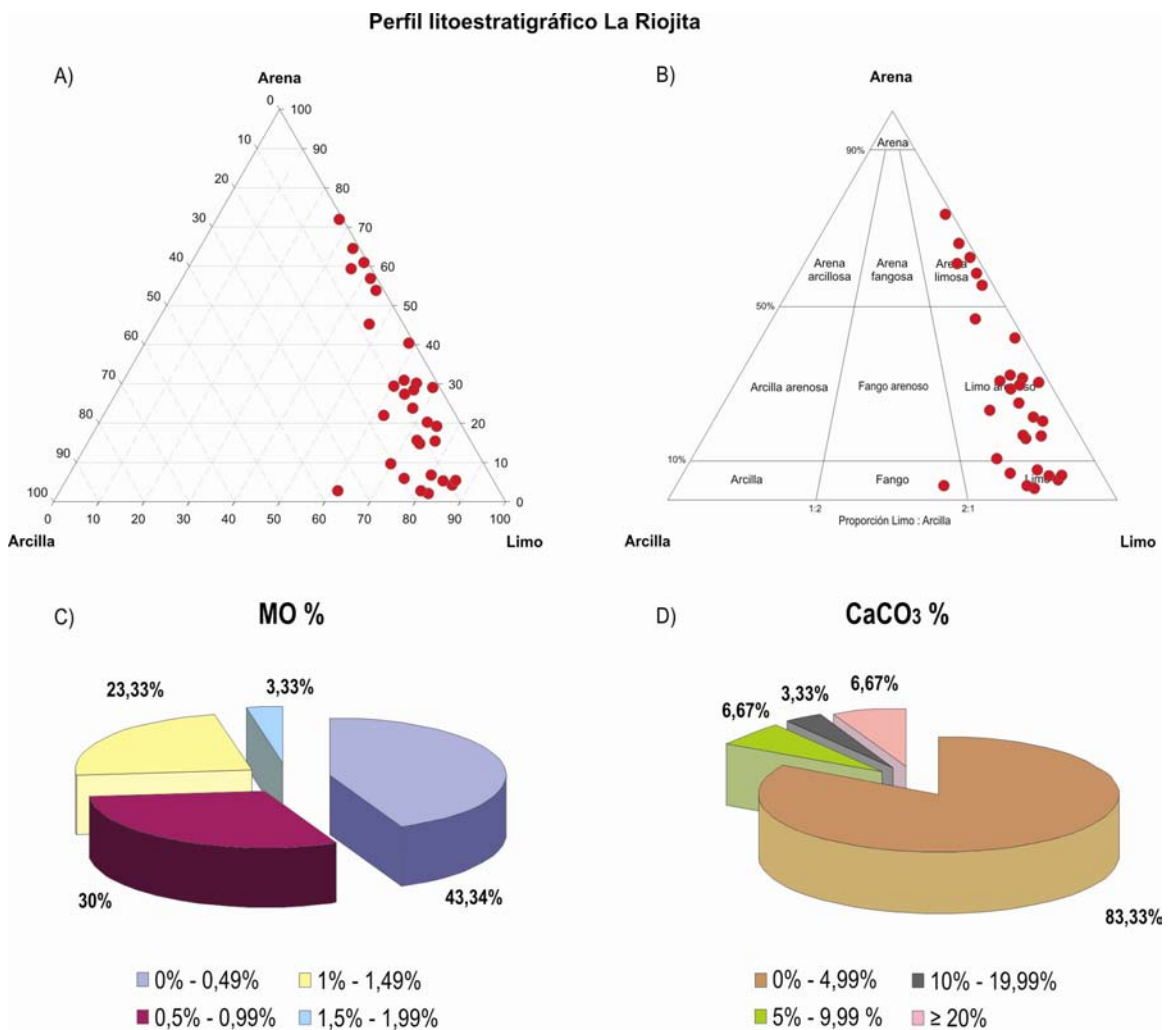 Perfil litoestratigráfico La Riojita
A)
Arena
0
100
10
90
20
80
30
70
40
60
50
50
60
40
70
30
80
20
90
10
100
0
0 10 20 30 40 50 60 70 80 90 100
Arcilla
Limo
B)
Arena
90%
Arena
Arena arcillosa
Arena fangosa
Arena limosa
50%
Arcilla arenosa
Fango arenoso
Limo arenoso
10%
Arcilla
Fango
Limo
1:2
2:1
Proporción Limo : Arcilla
Arcilla
Limo
C)
MO %
23,33%
3,33%
30%
43,34%
0% - 0,49%
1% - 1,49%
0,5% - 0,99%
1,5% - 1,99%
D)
CaCO₃ %
6,67%
3,33%
6,67%
83,33%
0% - 4,99%
10% - 19,99%
5% - 9,99 %
≥ 20%